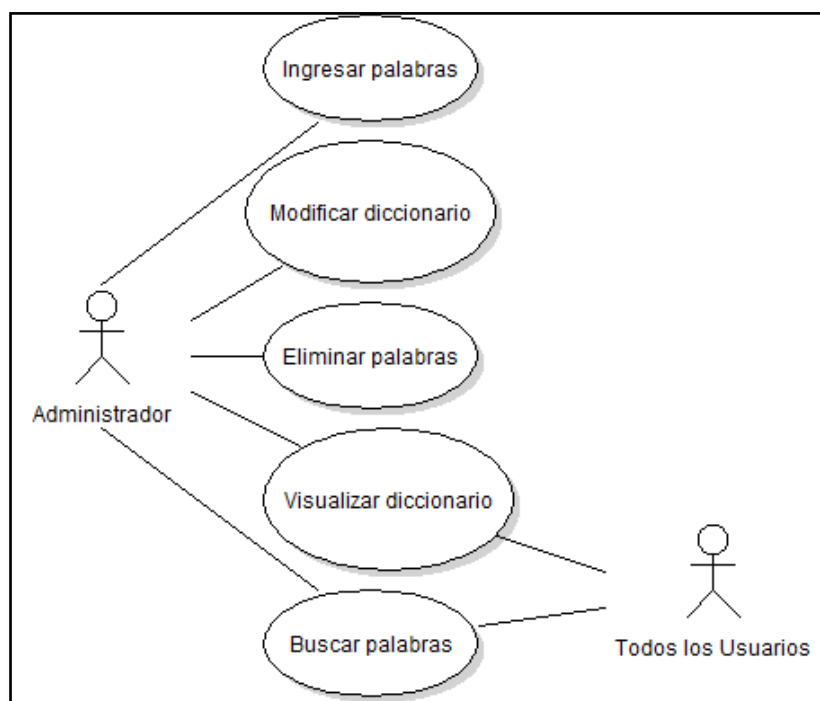 Ingresar palabras
Modificar diccionario
Eliminar palabras
Administrador
Visualizar diccionario
Buscar palabras
Todos los Usuarios